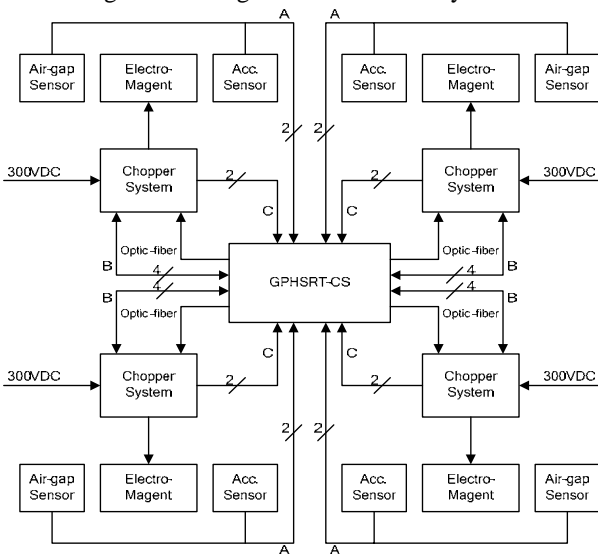 A A
Air-gap Sensor
Electro-Magent
Acc. Sensor
Acc. Sensor
Electro-Magent
Air-gap Sensor
2 2
300VDC
Chopper System
2
2
Chopper System
300VDC
C C
Optic-fiber
Optic-fiber
B 4
4 B
GPHSRT-CS
B 4
4 B
Optic-fiber
Optic-fiber
C C
300VDC
Chopper System
2
2
Chopper System
300VDC
2 2
Air-gap Sensor
Electro-Magent
Acc. Sensor
Acc. Sensor
Electro-Magent
Air-gap Sensor
A A